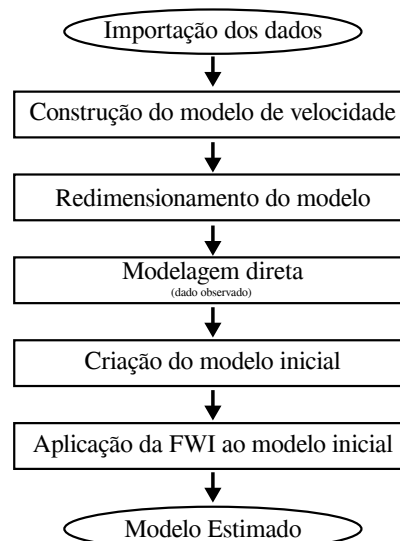 Importação dos dados
Construção do modelo de velocidade
Redimensionamento do modelo
Modelagem direta
(dado observado)
Criação do modelo inicial
Aplicação da FWI ao modelo inicial
Modelo Estimado